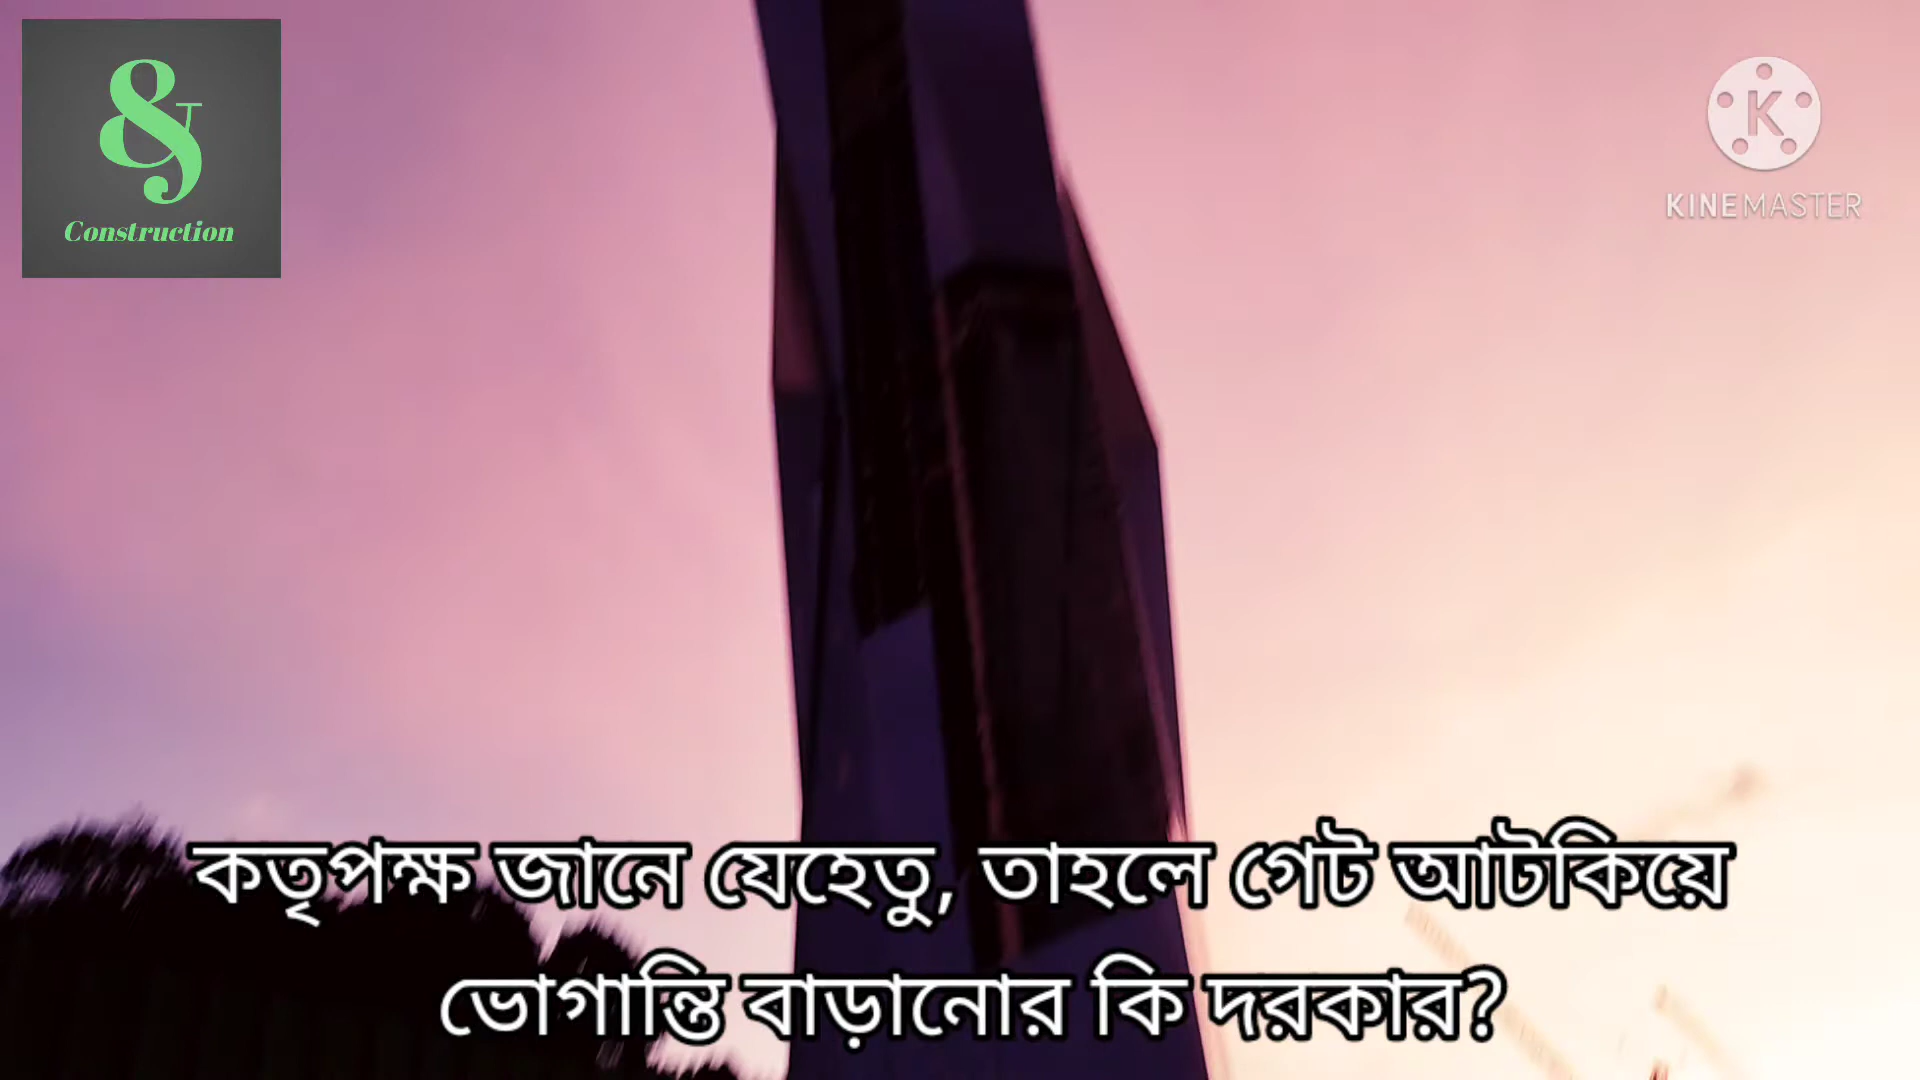 &
Construction
K
KINEMASTER
কতৃপক্ষ জানে যেহেতু, তাহলে গেট আটকিয়ে
ভোগান্তি বাড়ানোর কি দরকার?